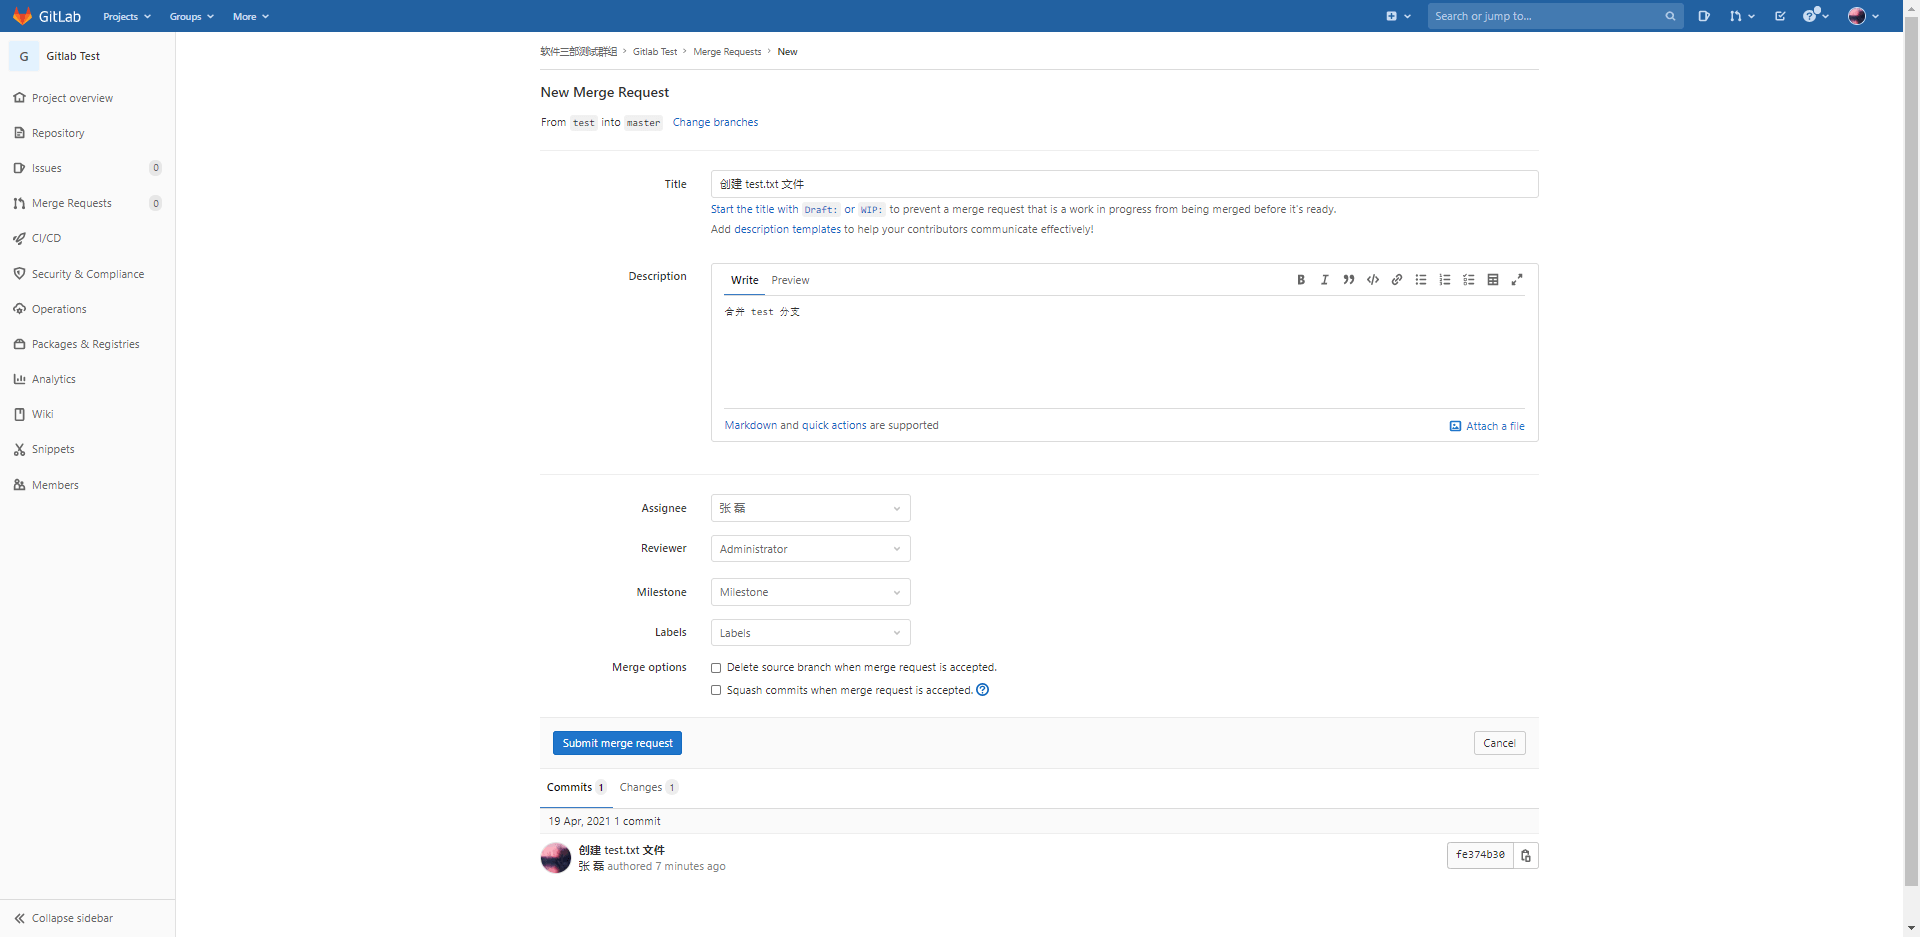 GitLab Projects Groups More Search or jump to...
G Gitlab Test
Project overview
Repository
Issues 0
Merge Requests 0
CI/CD
Security & Compliance
Operations
Packages & Registries
Analytics
Wiki
Snippets
Members
Collapse sidebar
软件三部测试群组 > Gitlab Test > Merge Requests > New
New Merge Request
From test into master Change branches
Title 创建 test.txt 文件
Start the title with Draft: or WIP: to prevent a merge request that is a work in progress from being merged before it's ready.
Add description templates to help your contributors communicate effectively!
Description Write Preview
合并 test 分支
Markdown and quick actions are supported Attach a file
Assignee 张 磊
Reviewer Administrator
Milestone Milestone
Labels Labels
Merge options Delete source branch when merge request is accepted.
Squash commits when merge request is accepted.
Submit merge request Cancel
Commits 1 Changes 1
19 Apr, 2021 1 commit
创建 test.txt 文件
张 磊 authored 7 minutes ago
fe374b30